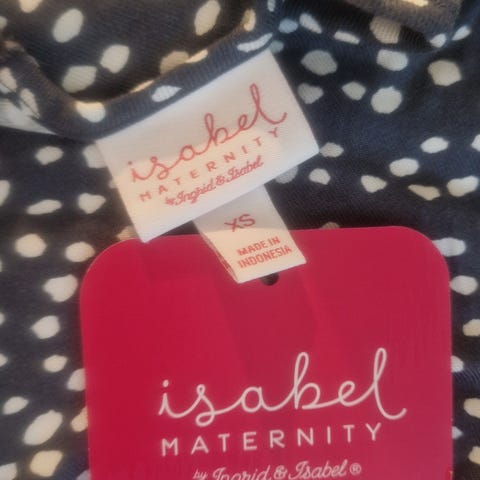 isabel
MATERNITY
by Ingrid & Isabel
XS
MADE IN
INDONESIA
isabel
MATERNITY
by Ingrid & Isabel®